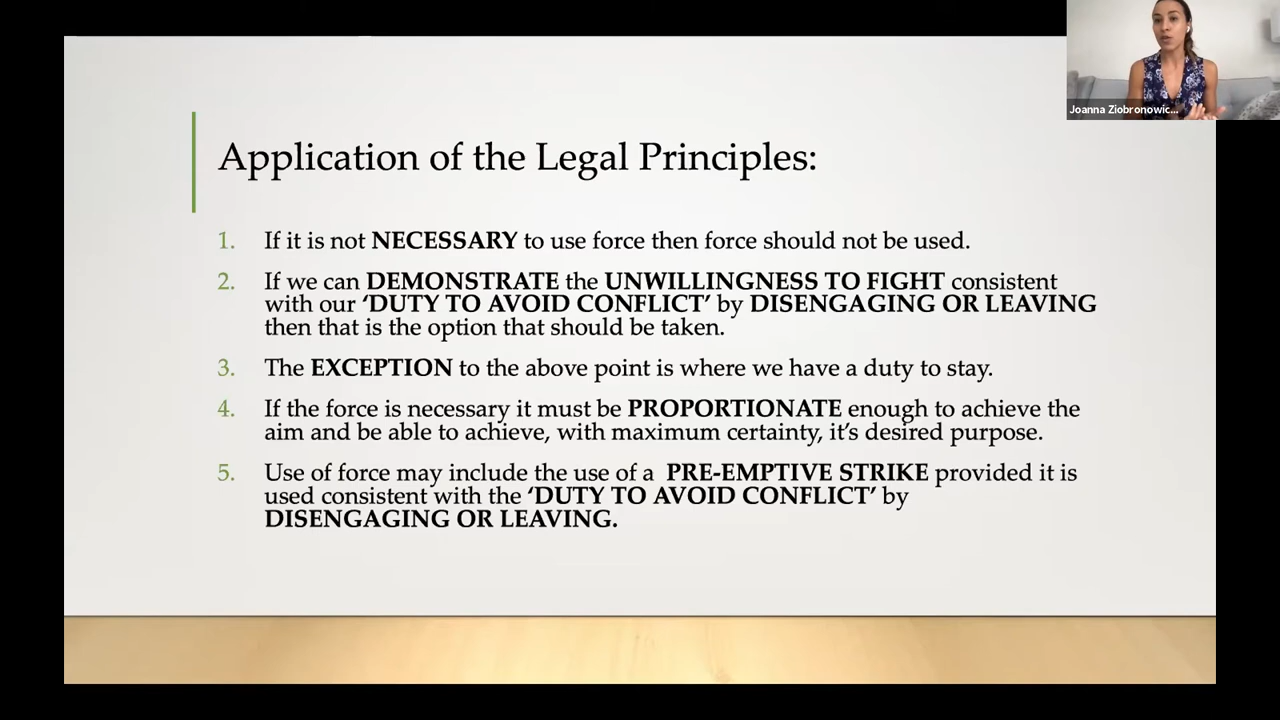 Joanna Ziobronowic...
Application of the Legal Principles:
1. If it is not NECESSARY to use force then force should not be used.
2. If we can DEMONSTRATE the UNWILLINGNESS TO FIGHT consistent
with our ‘DUTY TO AVOID CONFLICT’ by DISENGAGING OR LEAVING
then that is the option that should be taken.
3. The EXCEPTION to the above point is where we have a duty to stay.
4. If the force is necessary it must be PROPORTIONATE enough to achieve the
aim and be able to achieve, with maximum certainty, it’s desired purpose.
5. Use of force may include the use of a PRE-EMPTIVE STRIKE provided it is
used consistent with the ‘DUTY TO AVOID CONFLICT’ by
DISENGAGING OR LEAVING.